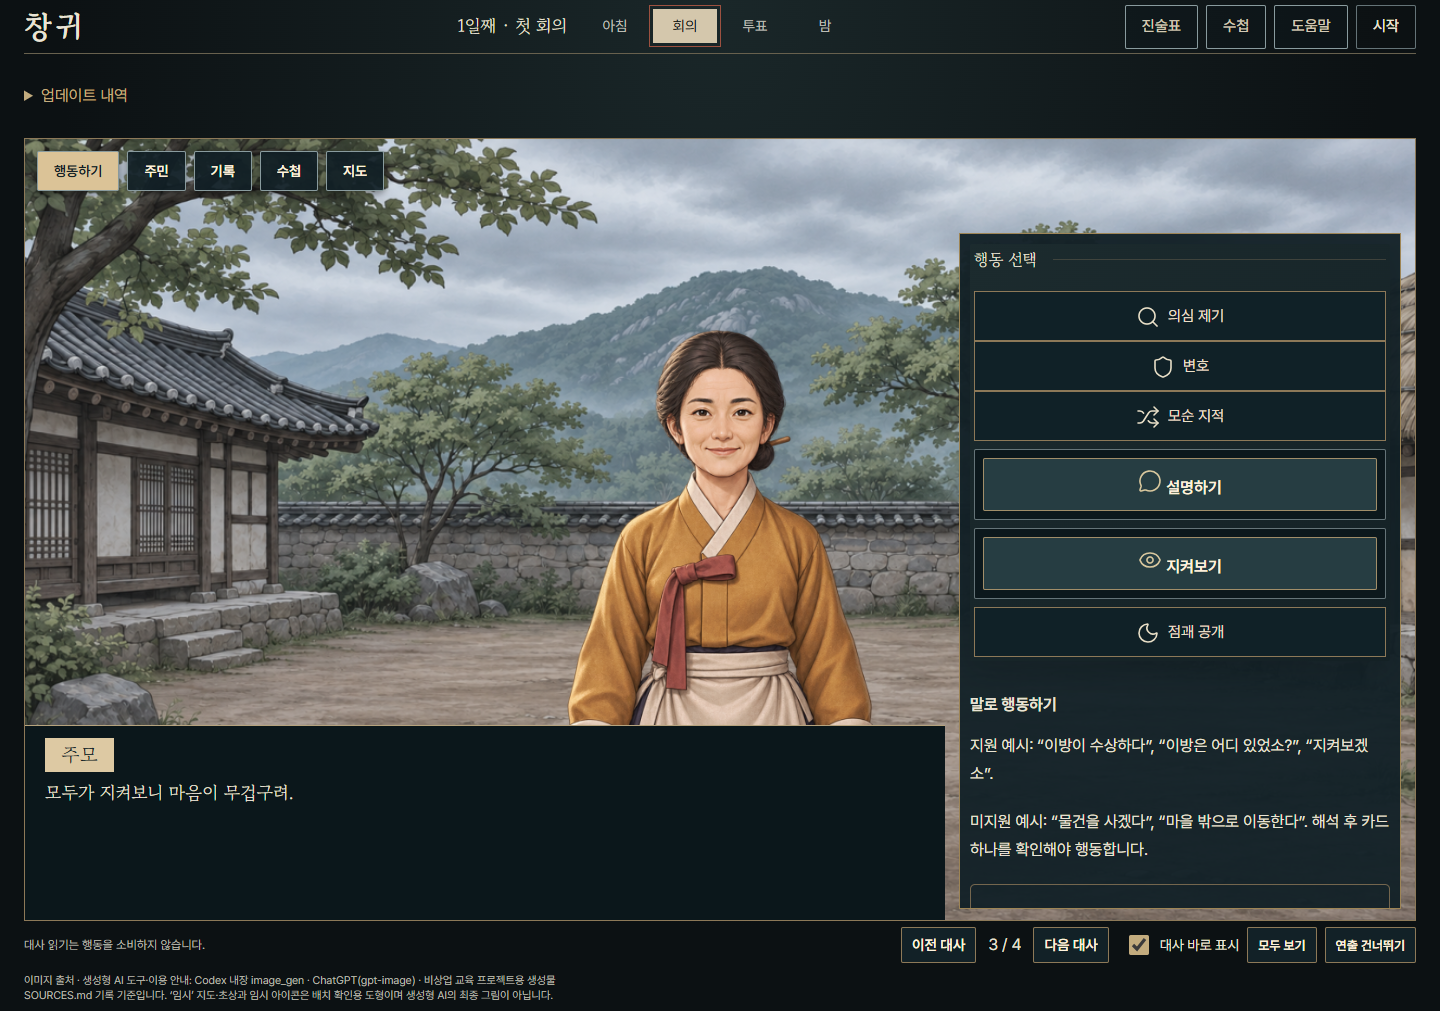 창귀
1일째 · 첫 회의
아침
회의
투표
밤
진술표
수첩
도움말
시작
▶ 업데이트 내역
행동하기
주민
기록
수첩
지도
행동 선택
의심 제기
변호
모순 지적
설명하기
지켜보기
점괘 공개
말로 행동하기
지원 예시: “이방이 수상하다”, “이방은 어디 있었소?”, “지켜보겠
소”.
미지원 예시: “물건을 사겠다”, “마을 밖으로 이동한다”. 해석 후 카드
하나를 확인해야 행동합니다.
주모
모두가 지켜보니 마음이 무겁구려.
대사 읽기는 행동을 소비하지 않습니다.
이전 대사
3 / 4
다음 대사
대사 바로 표시
모두 보기
연출 건너뛰기
이미지 출처 · 생성형 AI 도구·이용 안내: Codex 내장 image_gen · ChatGPT(gpt-image) · 비상업 교육 프로젝트용 생성물
SOURCES.md 기록 기준입니다. ‘임시’ 지도·초상과 임시 아이콘은 배치 확인용 도형이며 생성형 AI의 최종 그림이 아닙니다.